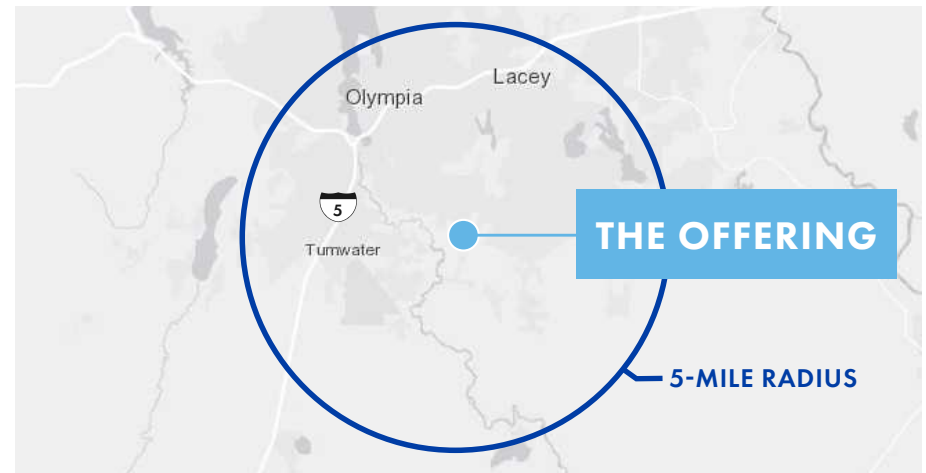 Lacey
Olympia
5
THE OFFERING
Tumwater
5-MILE RADIUS